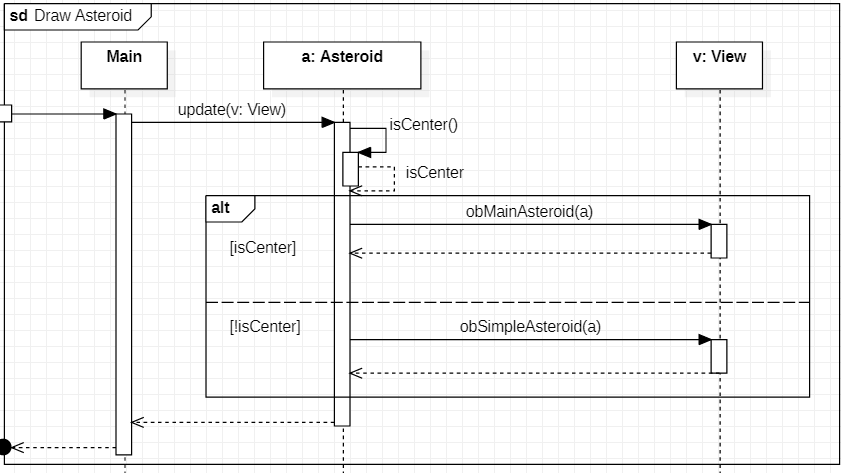 sd Draw Asteroid
Main
a: Asteroid
v: View
update(v: View)
isCenter()
isCenter
alt
obMainAsteroid(a)
[isCenter]
[!isCenter]
obSimpleAsteroid(a)